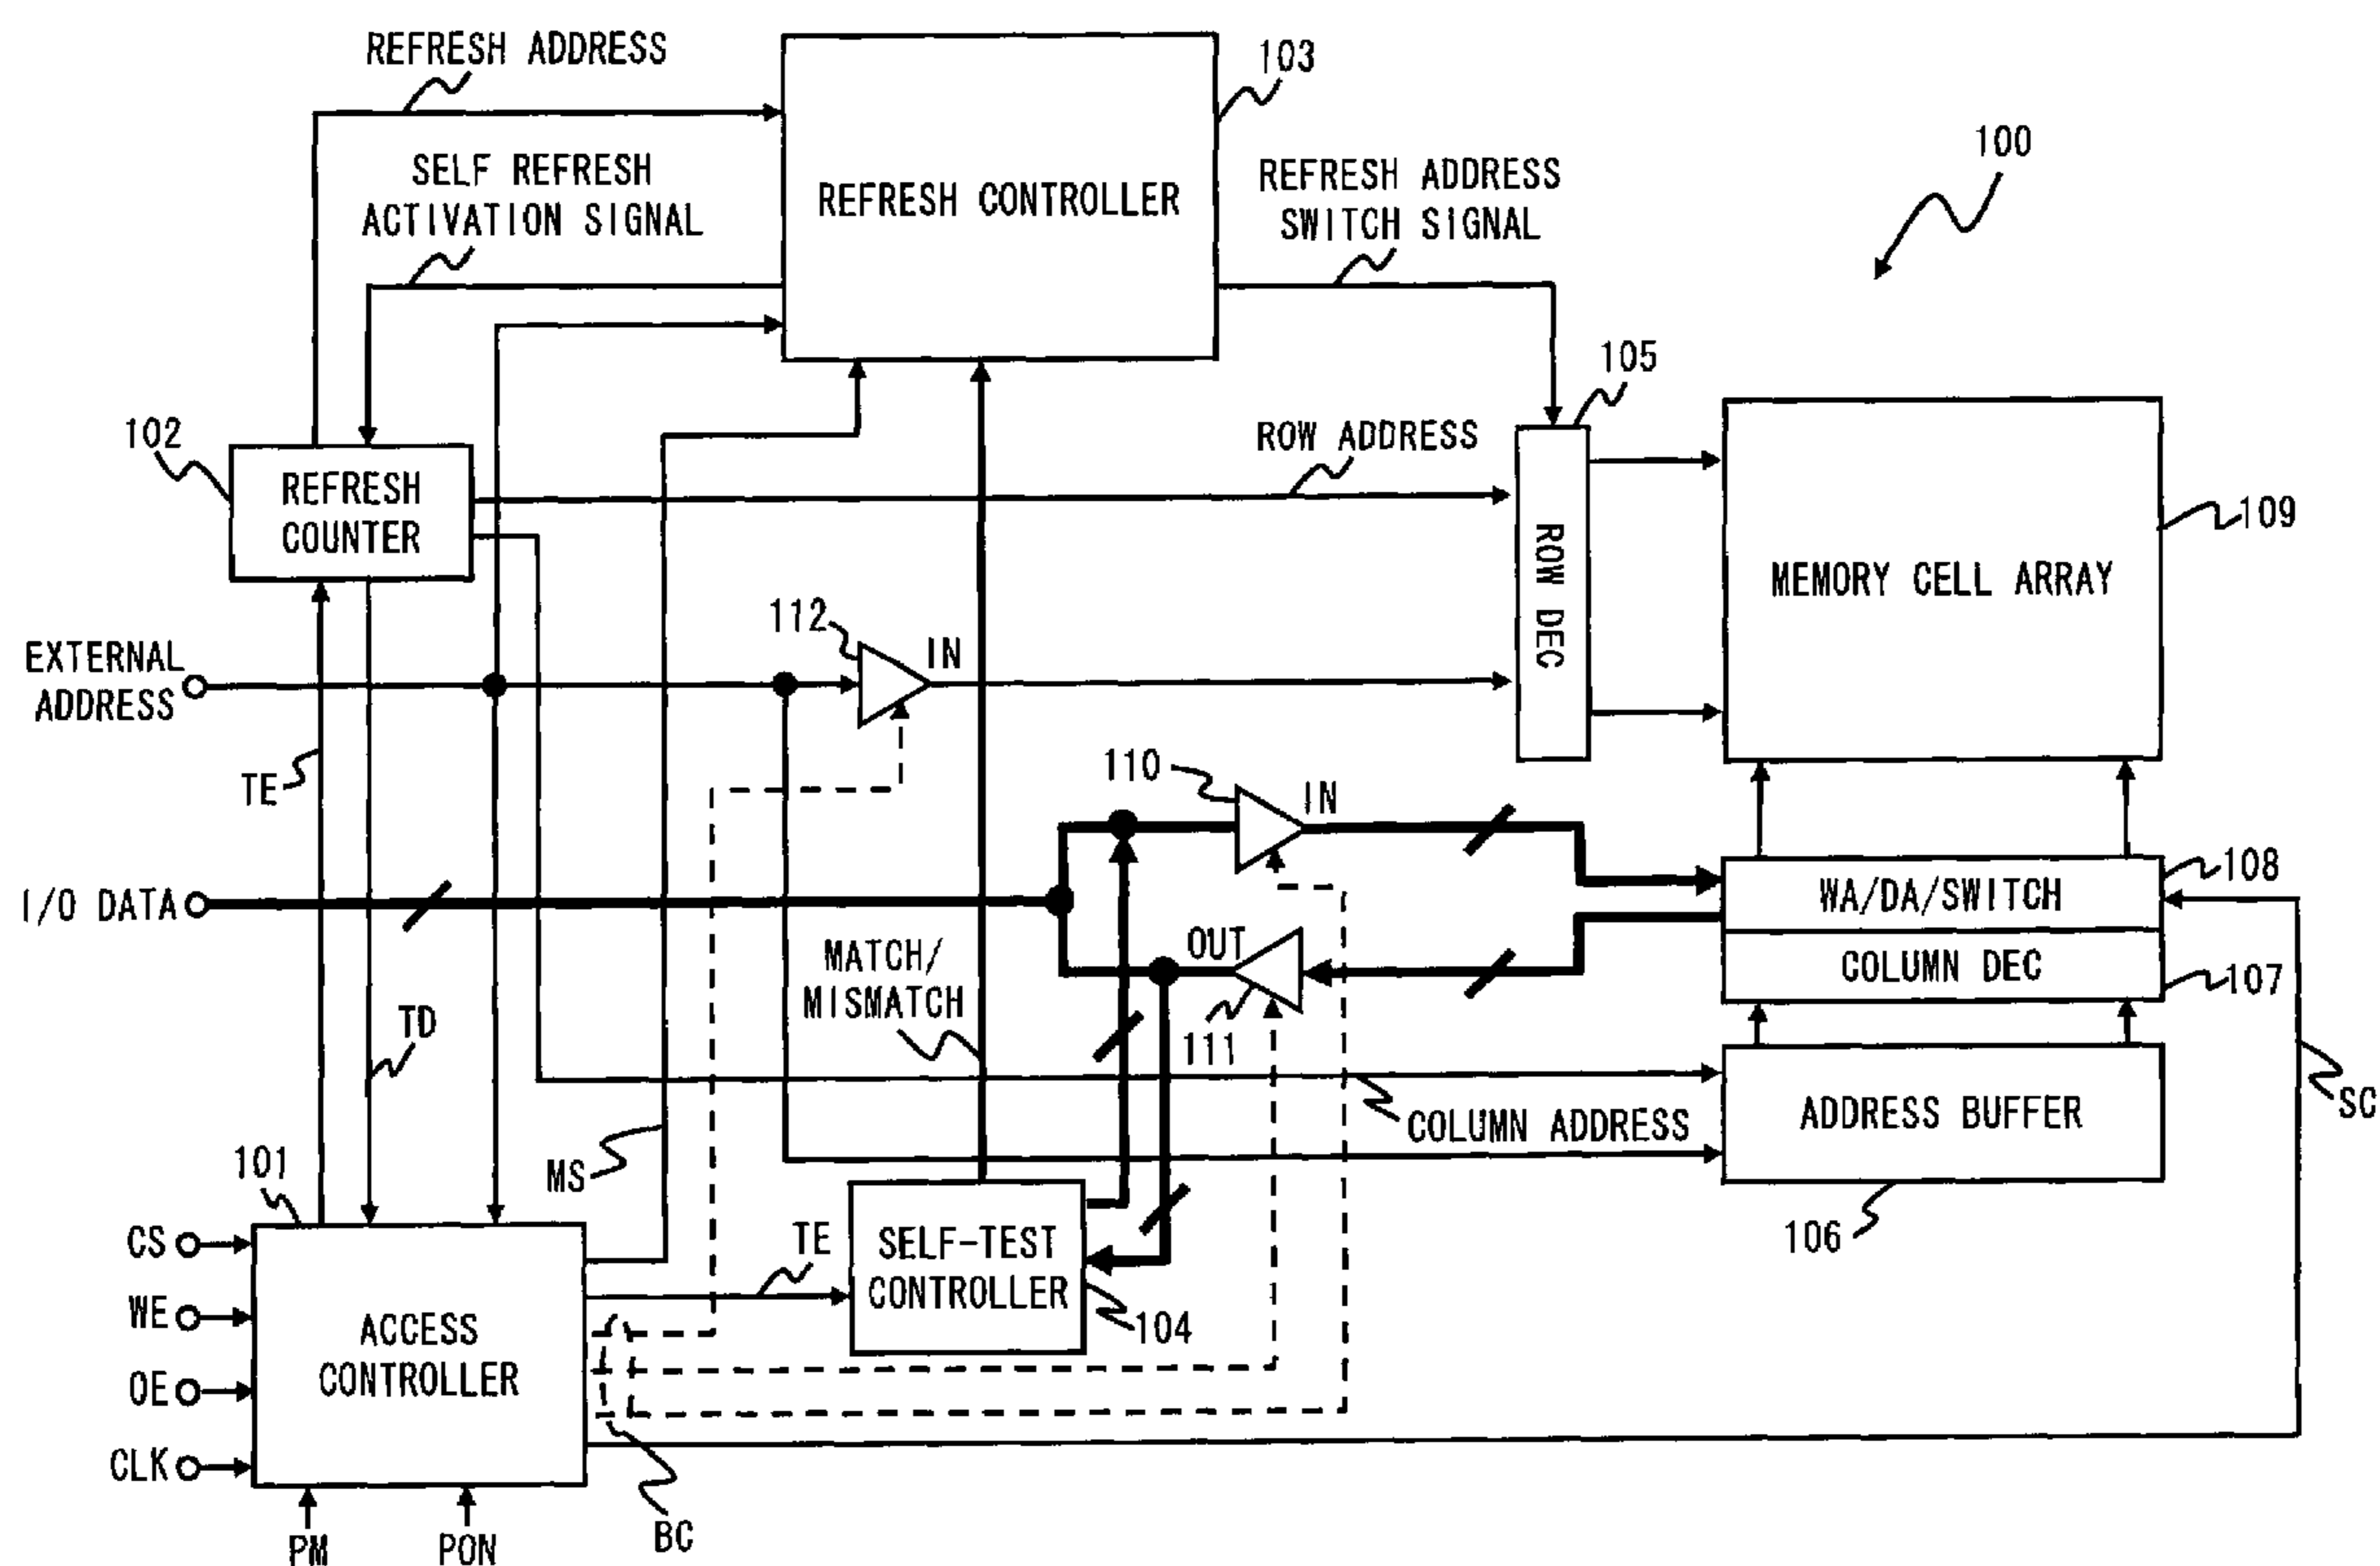 REFRESH ADDRESS
103
SELF REFRESH
ACTIVATION SIGNAL
REFRESH CONTROLLER
REFRESH ADDRESS
SWITCH SIGNAL
100
105
102
REFRESH
COUNTER
ROW ADDRESS
ROW DEC
MEMORY CELL ARRAY
109
EXTERNAL
ADDRESS
112
IN
TE
110
IN
I/O DATA
WA/DA/SWITCH
108
OUT
COLUMN DEC
107
MATCH/
MISMATCH
111
TD
COLUMN ADDRESS
ADDRESS BUFFER
SC
MS
106
101
CS
WE
OE
CLK
ACCESS
CONTROLLER
TE
SELF-TEST
CONTROLLER
104
PM
PON
BC